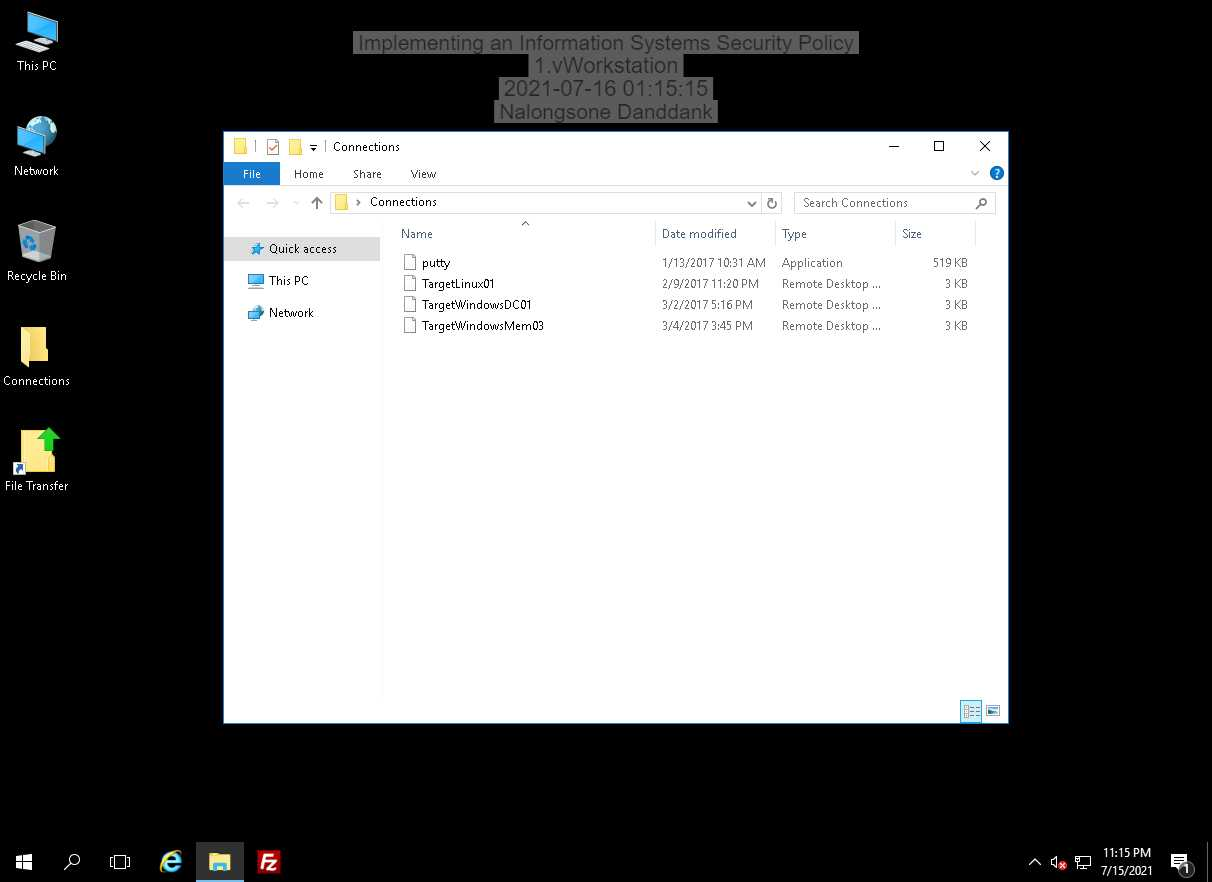 Implementing an Information Systems Security Policy
1.vWorkstation
2021-07-16 01:15:15
Nalongsone Danddank
This PC
Network
Recycle Bin
Connections
File Transfer
Connections
File Home Share View
?
Connections
Search Connections
Quick access
This PC
Network
Name Date modified Type Size
putty 1/13/2017 10:31 AM Application 519 KB
TargetLinux01 2/9/2017 11:20 PM Remote Desktop ... 3 KB
TargetWindowsDC01 3/2/2017 5:16 PM Remote Desktop ... 3 KB
TargetWindowsMem03 3/4/2017 3:45 PM Remote Desktop ... 3 KB
Fz
11:15 PM
7/15/2021
1